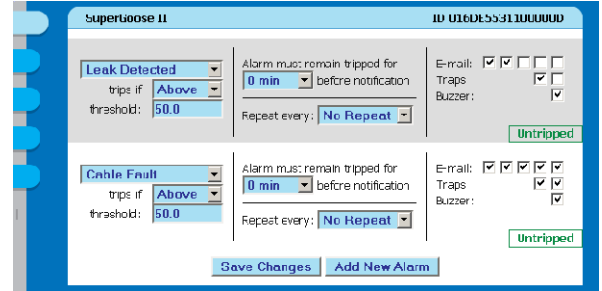 SuperGoose II ID 016DE55311000000
Leak Detected
trips if Above
threshold: 50.0
Alarm must remain tripped for
0 min before notification
Repeat every: No Repeat
E-mail:
Traps
Buzzer:
Untripped
Cable Fault
trips if Above
threshold: 50.0
Alarm must remain tripped for
0 min before notification
Repeat every: No Repeat
E-mail:
Traps
Buzzer:
Untripped
Save Changes Add New Alarm